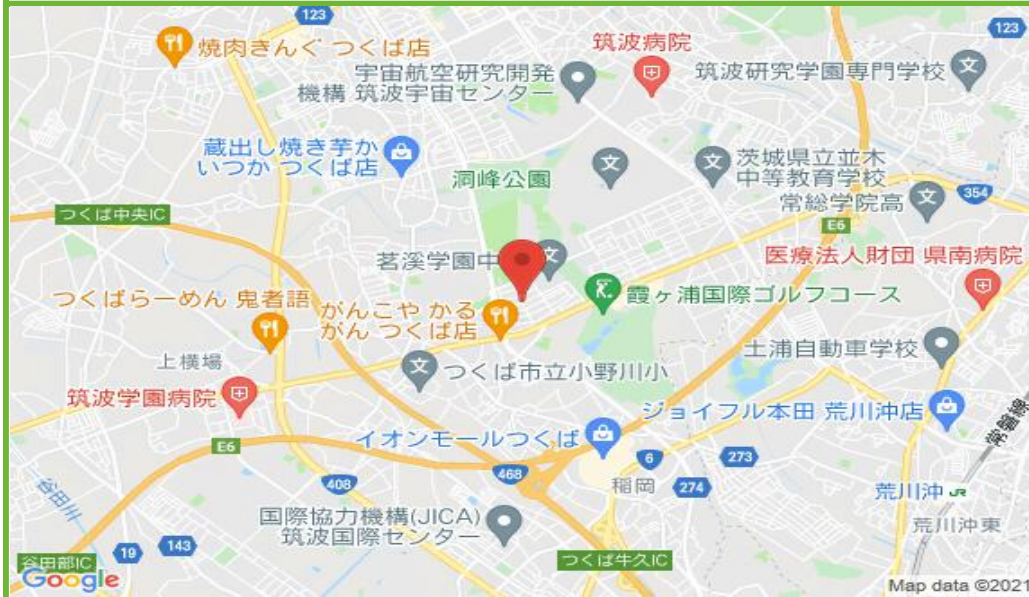 123
123
焼肉きんぐ つくば店
筑波病院
宇宙航空研究開発
機構 筑波宇宙センター
筑波研究学園専門学校
蔵出し焼き芋か
いつか つくば店
洞峰公園
茨城県立並木
中等教育学校
354
常総学院高
つくば中央IC
E6
茗溪学園中
医療法人財団 県南病院
霞ヶ浦国際ゴルフコース
つくばらーめん 鬼者語
がんこや かる
がん つくば店
土浦自動車学校
上横場
つくば市立小野川小
筑波学園病院
ジョイフル本田 荒川沖店
イオンモールつくば
E6
常磐線
6
273
468
408
稲岡
274
荒川沖 JR
谷田川
国際協力機構(JICA)
筑波国際センター
荒川沖東
143
19
谷田部IC
つくば牛久IC
Google
Map data ©2021